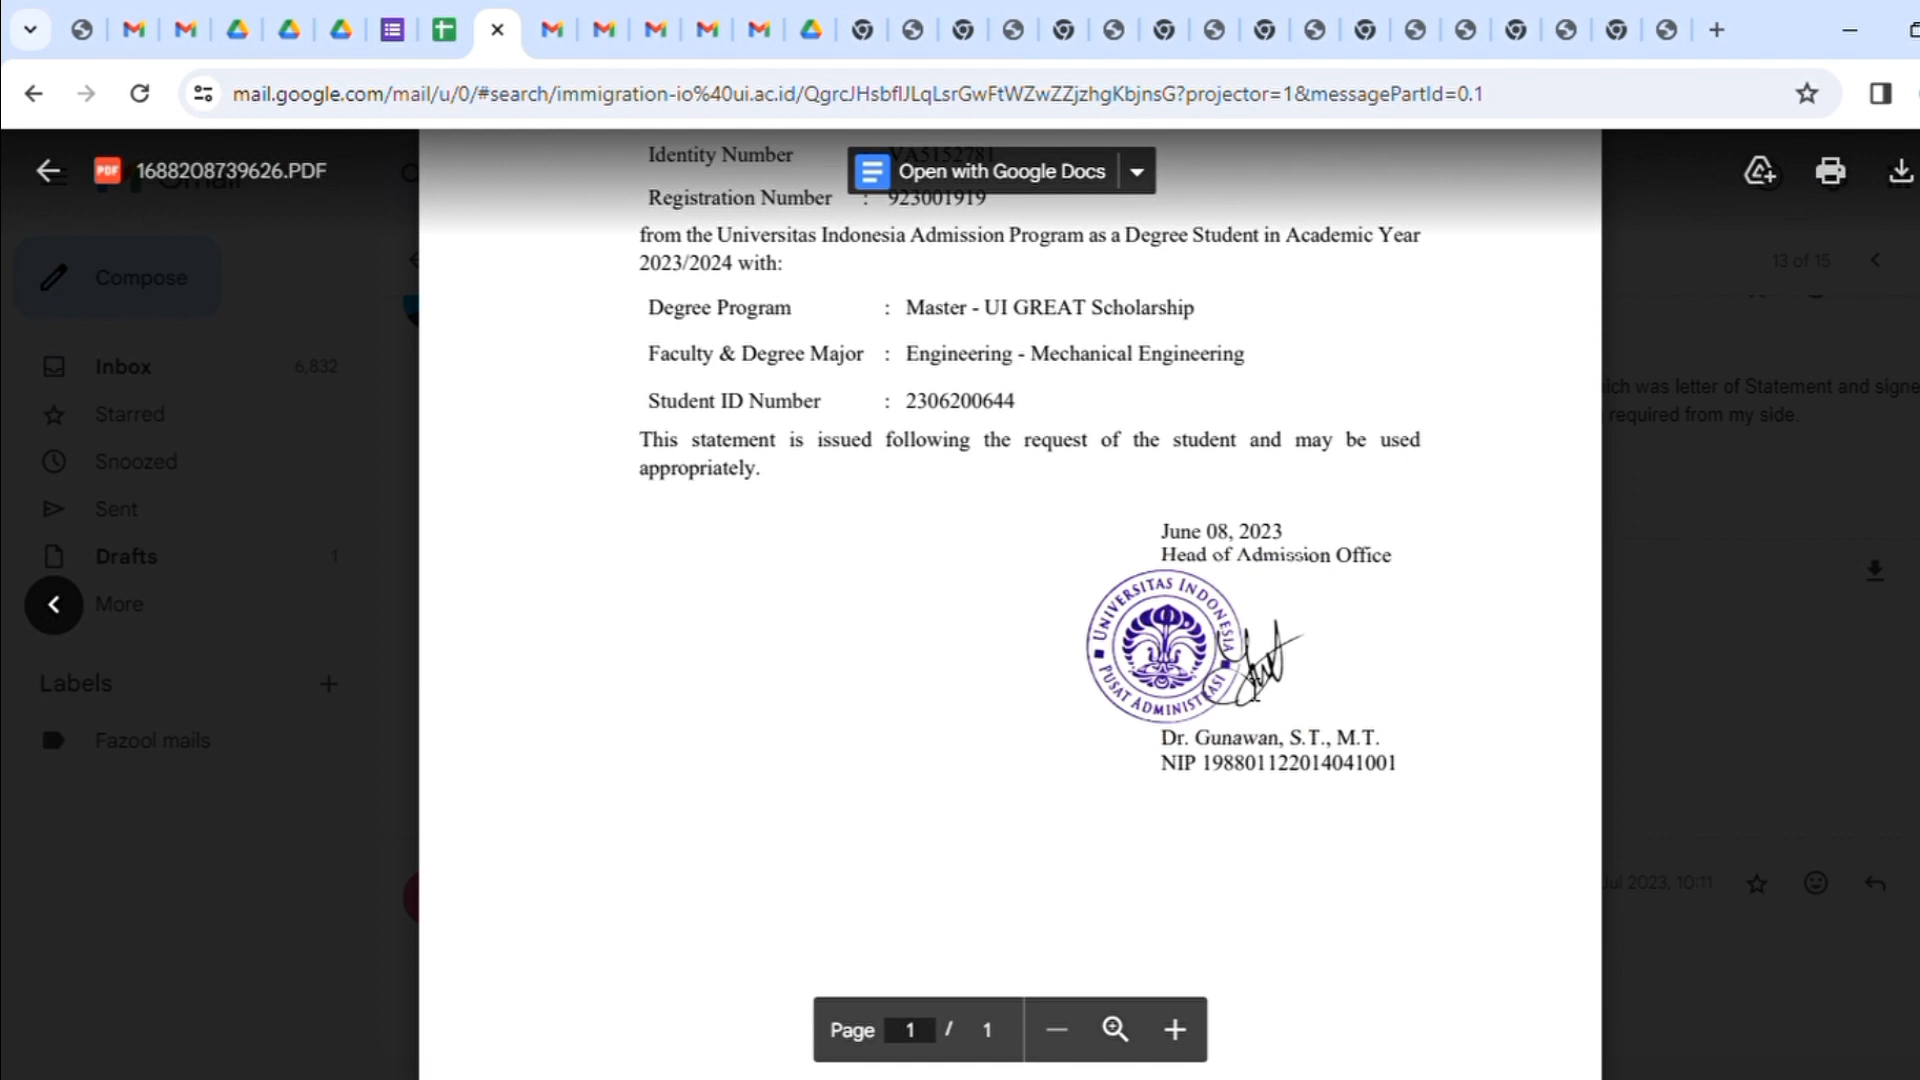 mail.google.com/mail/u/0/#search/immigration-io%40ui.ac.id/QgrcJHsbflJLqLsrGwFtWZwZZjzhgKbjnsG?projector=1&messagePartId=0.1
1688208739626.PDF
Open with Google Docs
Identity Number VA5152781
Registration Number : 923001919
from the Universitas Indonesia Admission Program as a Degree Student in Academic Year
2023/2024 with:
Degree Program : Master - UI GREAT Scholarship
Faculty & Degree Major : Engineering - Mechanical Engineering
Student ID Number : 2306200644
This statement is issued following the request of the student and may be used
appropriately.
June 08, 2023
Head of Admission Office
UNIVERSITAS INDONESIA
PUSAT ADMINISTRASI
Dr. Gunawan, S.T., M.T.
NIP 198801122014041001
Compose
Inbox 6,832
Starred
Snoozed
Sent
Drafts 1
More
Labels
Fazool mails
13 of 15
which was letter of Statement and signe
required from my side.
Jul 2023, 10:11
Page 1 / 1